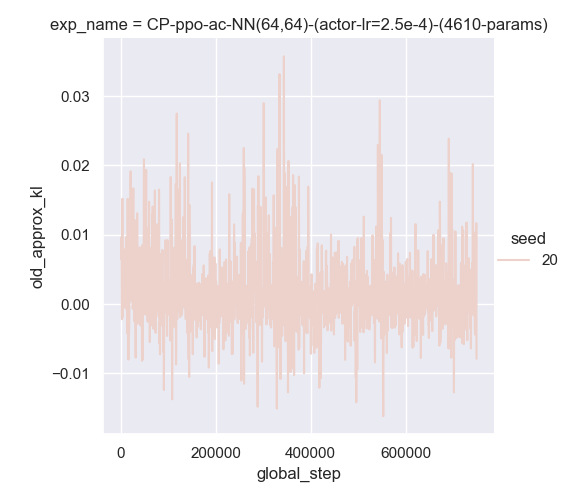 exp_name = CP-ppo-ac-NN(64,64)-(actor-lr=2.5e-4)-(4610-params)
0.03
0.02
0.01
0.00
−0.01
old_approx_kl
0
200000
400000
600000
global_step
seed
20